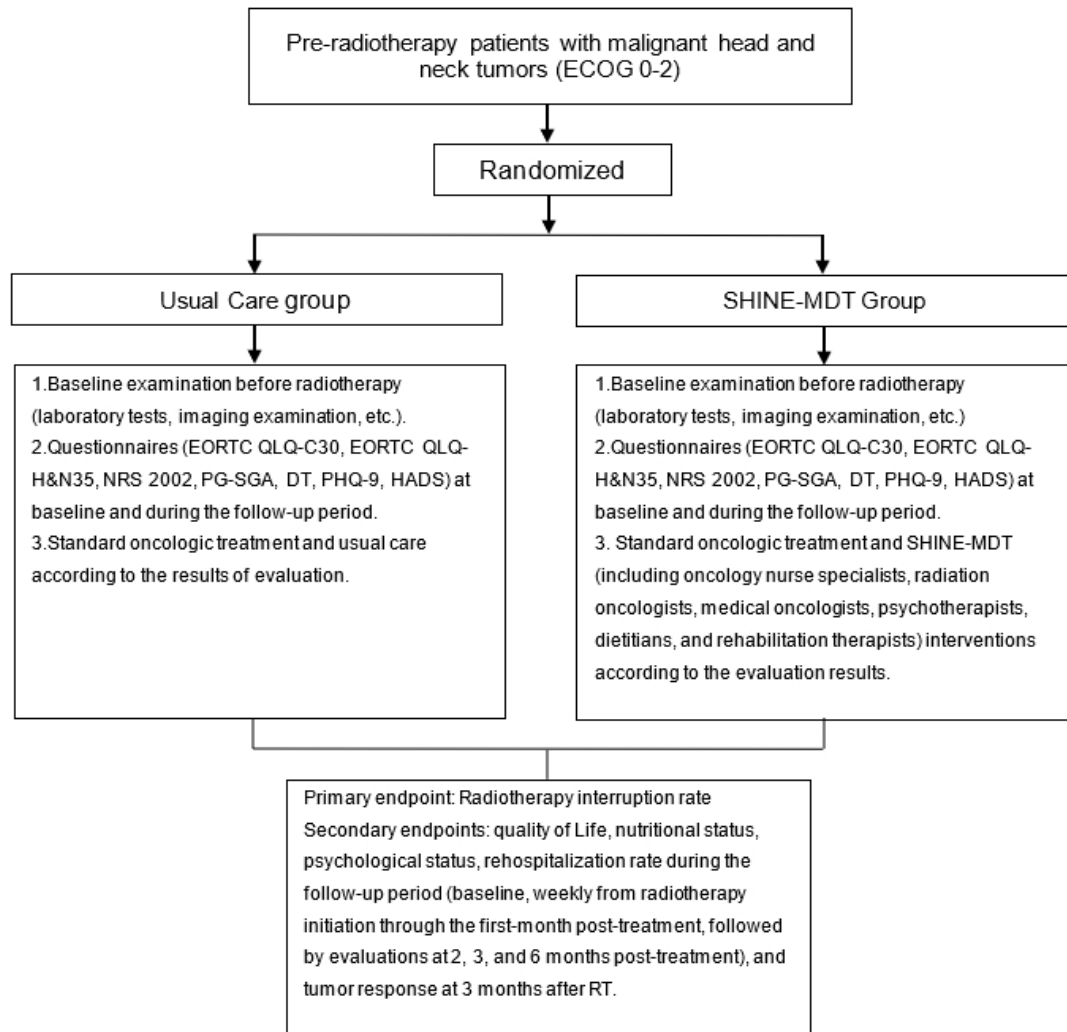 Pre-radiotherapy patients with malignant head and
neck tumors (ECOG 0-2)
Randomized
Usual Care group
SHINE-MDT Group
1.Baseline examination before radiotherapy
(laboratory tests, imaging examination, etc.).
2.Questionnaires (EORTC QLQ-C30, EORTC QLQ-
H&N35, NRS 2002, PG-SGA, DT, PHQ-9, HADS) at
baseline and during the follow-up period.
3.Standard oncologic treatment and usual care
according to the results of evaluation.
1.Baseline examination before radiotherapy
(laboratory tests, imaging examination, etc.)
2.Questionnaires (EORTC QLQ-C30, EORTC QLQ-
H&N35, NRS 2002, PG-SGA, DT, PHQ-9, HADS) at
baseline and during the follow-up period.
3. Standard oncologic treatment and SHINE-MDT
(including oncology nurse specialists, radiation
oncologists, medical oncologists, psychotherapists,
dietitians, and rehabilitation therapists) interventions
according to the evaluation results.
Primary endpoint: Radiotherapy interruption rate
Secondary endpoints: quality of Life, nutritional status,
psychological status, rehospitalization rate during the
follow-up period (baseline, weekly from radiotherapy
initiation through the first-month post-treatment, followed
by evaluations at 2, 3, and 6 months post-treatment), and
tumor response at 3 months after RT.